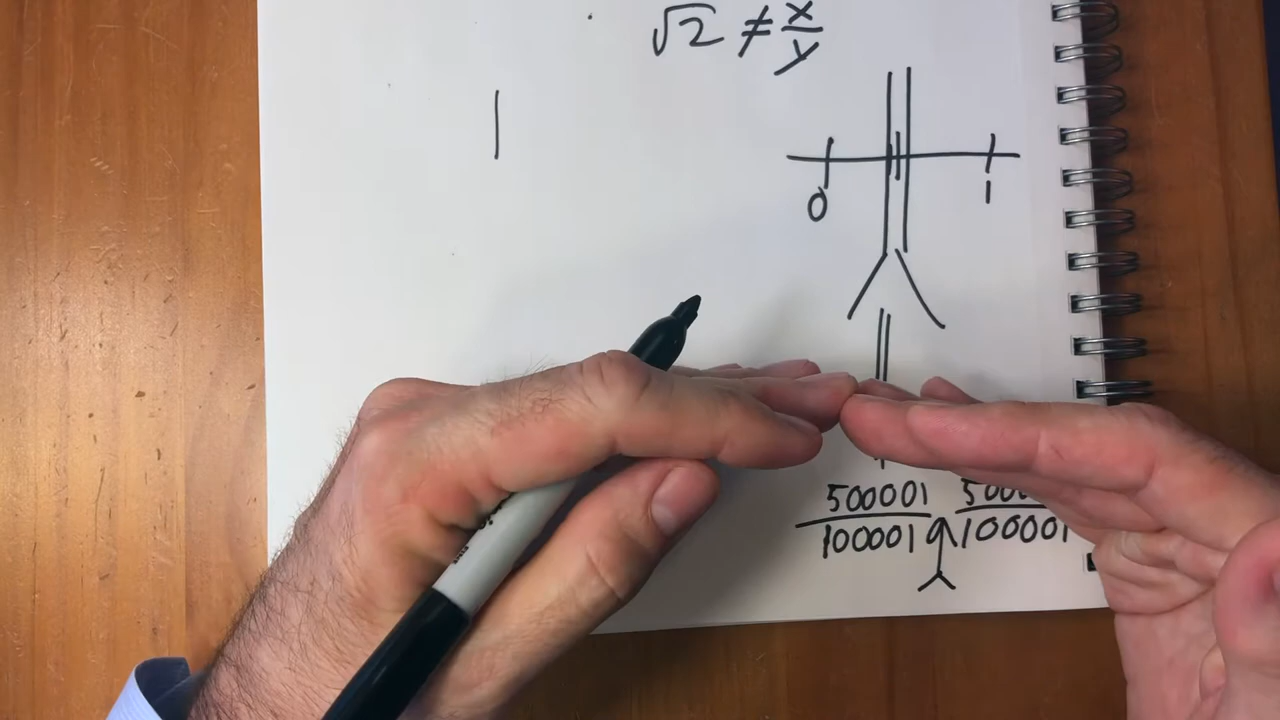 √2 ≠ x/y
0 1
500001
100001 100001